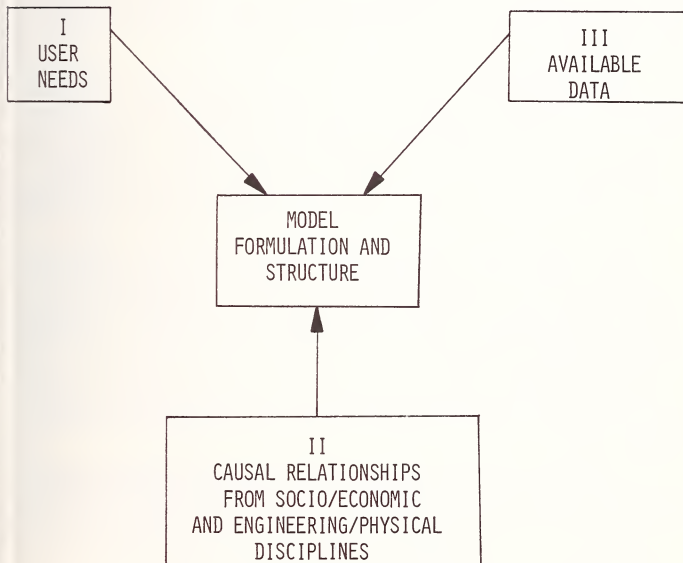 I
USER
NEEDS
III
AVAILABLE
DATA
MODEL
FORMULATION AND
STRUCTURE
II
CAUSAL RELATIONSHIPS
FROM SOCIO/ECONOMIC
AND ENGINEERING/PHYSICAL
DISCIPLINES